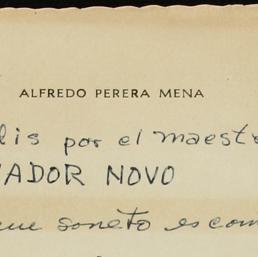 ALFREDO PERERA MENA
lis por el maestr
ADOR NOVO
ue soneto es com